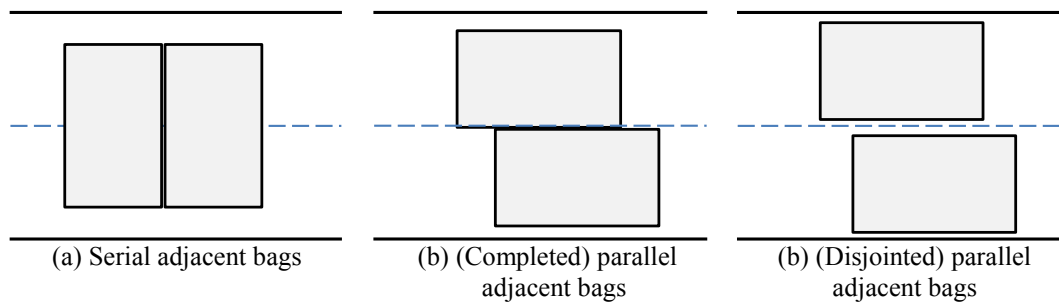 (a) Serial adjacent bags
(b) (Completed) parallel
adjacent bags
(b) (Disjointed) parallel
adjacent bags